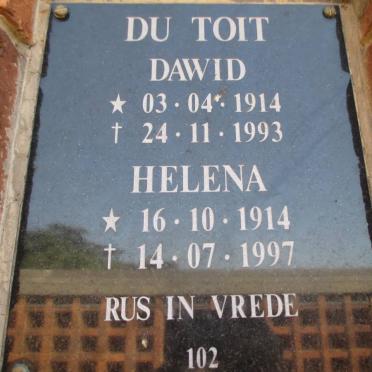 DU TOIT
DAWID
★ 03·04·1914
† 24·11·1993
HELENA
★ 16·10·1914
† 14·07·1997
RUS IN VREDE
102